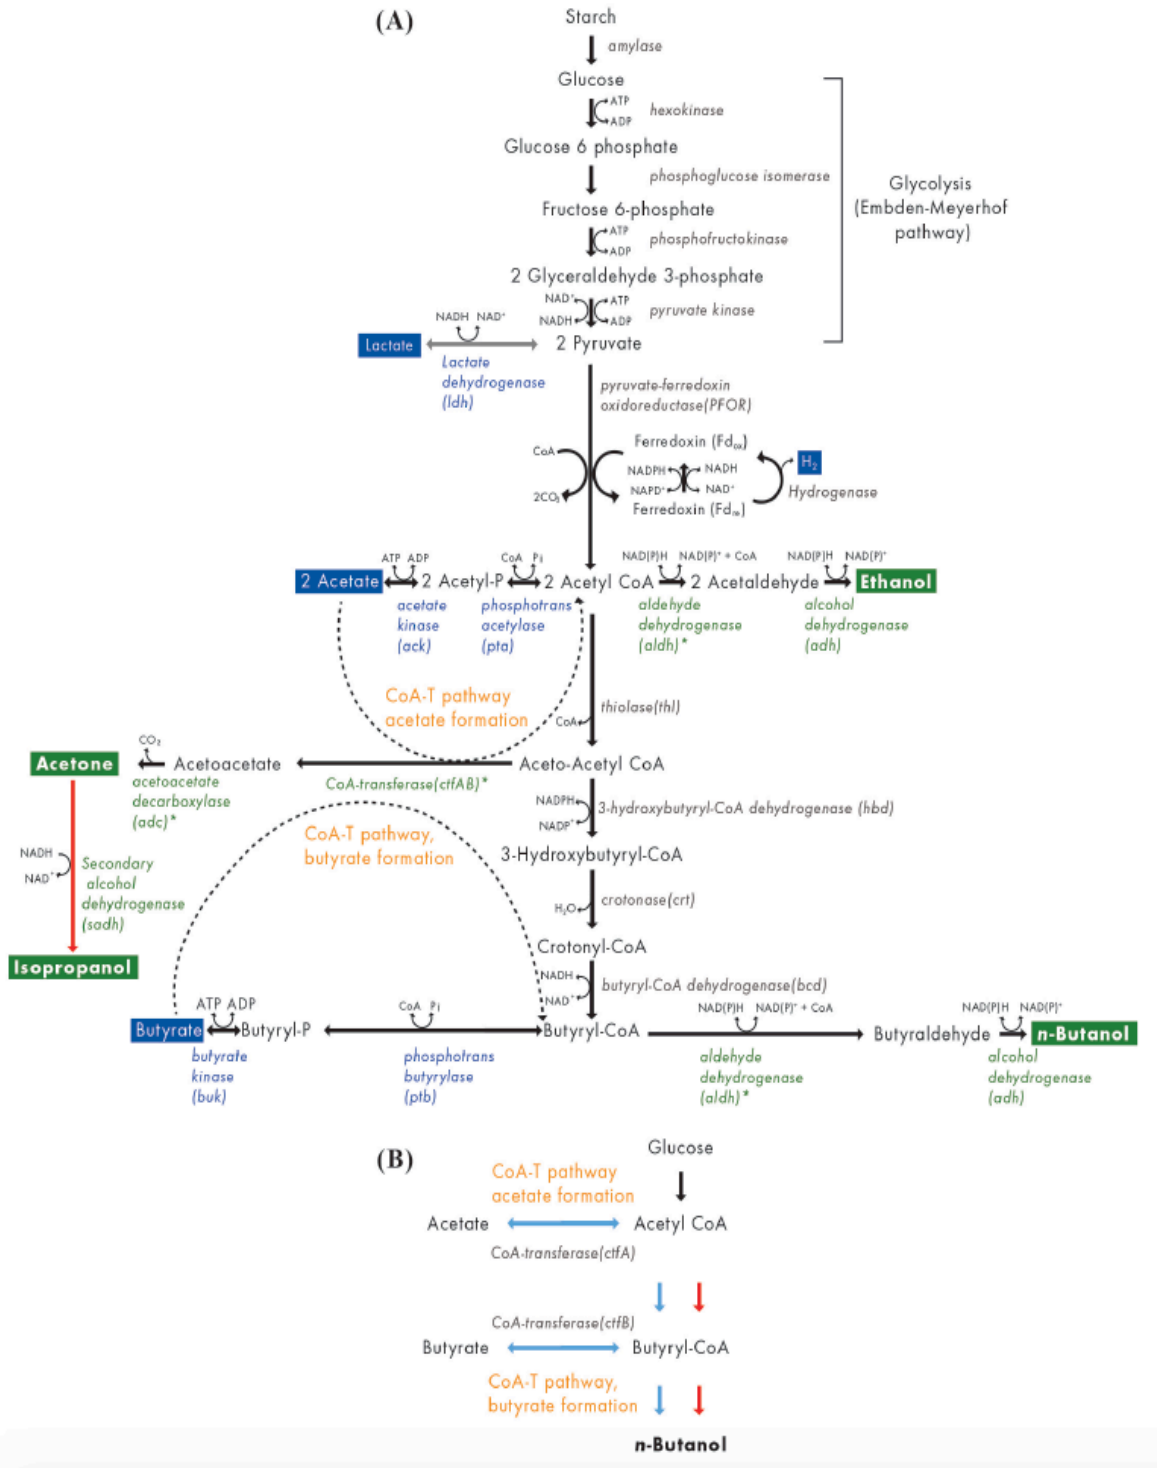 (A)
Starch
amylase
Glucose
ATP
ADP
hexokinase
Glucose 6 phosphate
phosphoglucose isomerase
Fructose 6-phosphate
ATP
ADP
phosphofructokinase
2 Glyceraldehyde 3-phosphate
NAD⁺
NADH
ATP
ADP
pyruvate kinase
2 Pyruvate
Glycolysis
(Embden-Meyerhof
pathway)
NADH NAD⁺
Lactate
Lactate
dehydrogenase
(ldh)
pyruvate-ferredoxin
oxidoreductase(PFOR)
CoA
2CO₂
Ferredoxin (Fdₒₓ)
NADPH
NADH
NAPD⁺
NAD⁺
Ferredoxin (Fdᵣₑ)
H₂
Hydrogenase
ATP ADP
CoA Pi
NAD(P)H NAD(P)⁺ + CoA
NAD(P)H NAD(P)⁺
2 Acetate
2 Acetyl-P
2 Acetyl CoA
2 Acetaldehyde
Ethanol
acetate
kinase
(ack)
phosphotrans
acetylase
(pta)
aldehyde
dehydrogenase
(aldh)*
alcohol
dehydrogenase
(adh)
CoA-T pathway
acetate formation
CoA
thiolase(thl)
Acetone
CO₂
Acetoacetate
Aceto-Acetyl CoA
acetoacetate
decarboxylase
(adc)*
CoA-transferase(ctfAB)*
NADPH
NADP⁺
3-hydroxybutyryl-CoA dehydrogenase (hbd)
CoA-T pathway,
butyrate formation
3-Hydroxybutyryl-CoA
NADH
NAD⁺
Secondary
alcohol
dehydrogenase
(sadh)
H₂O
crotonase(crt)
Isopropanol
Crotonyl-CoA
NADH
NAD⁺
butyryl-CoA dehydrogenase(bcd)
ATP ADP
CoA Pi
NAD(P)H NAD(P)⁺ + CoA
NAD(P)H NAD(P)⁺
Butyrate
Butyryl-P
Butyryl-CoA
Butyraldehyde
n-Butanol
butyrate
kinase
(buk)
phosphotrans
butyrylase
(ptb)
aldehyde
dehydrogenase
(aldh)*
alcohol
dehydrogenase
(adh)
(B)
Glucose
CoA-T pathway
acetate formation
Acetate
Acetyl CoA
CoA-transferase(ctfA)
CoA-transferase(ctfB)
Butyrate
Butyryl-CoA
CoA-T pathway,
butyrate formation
n-Butanol